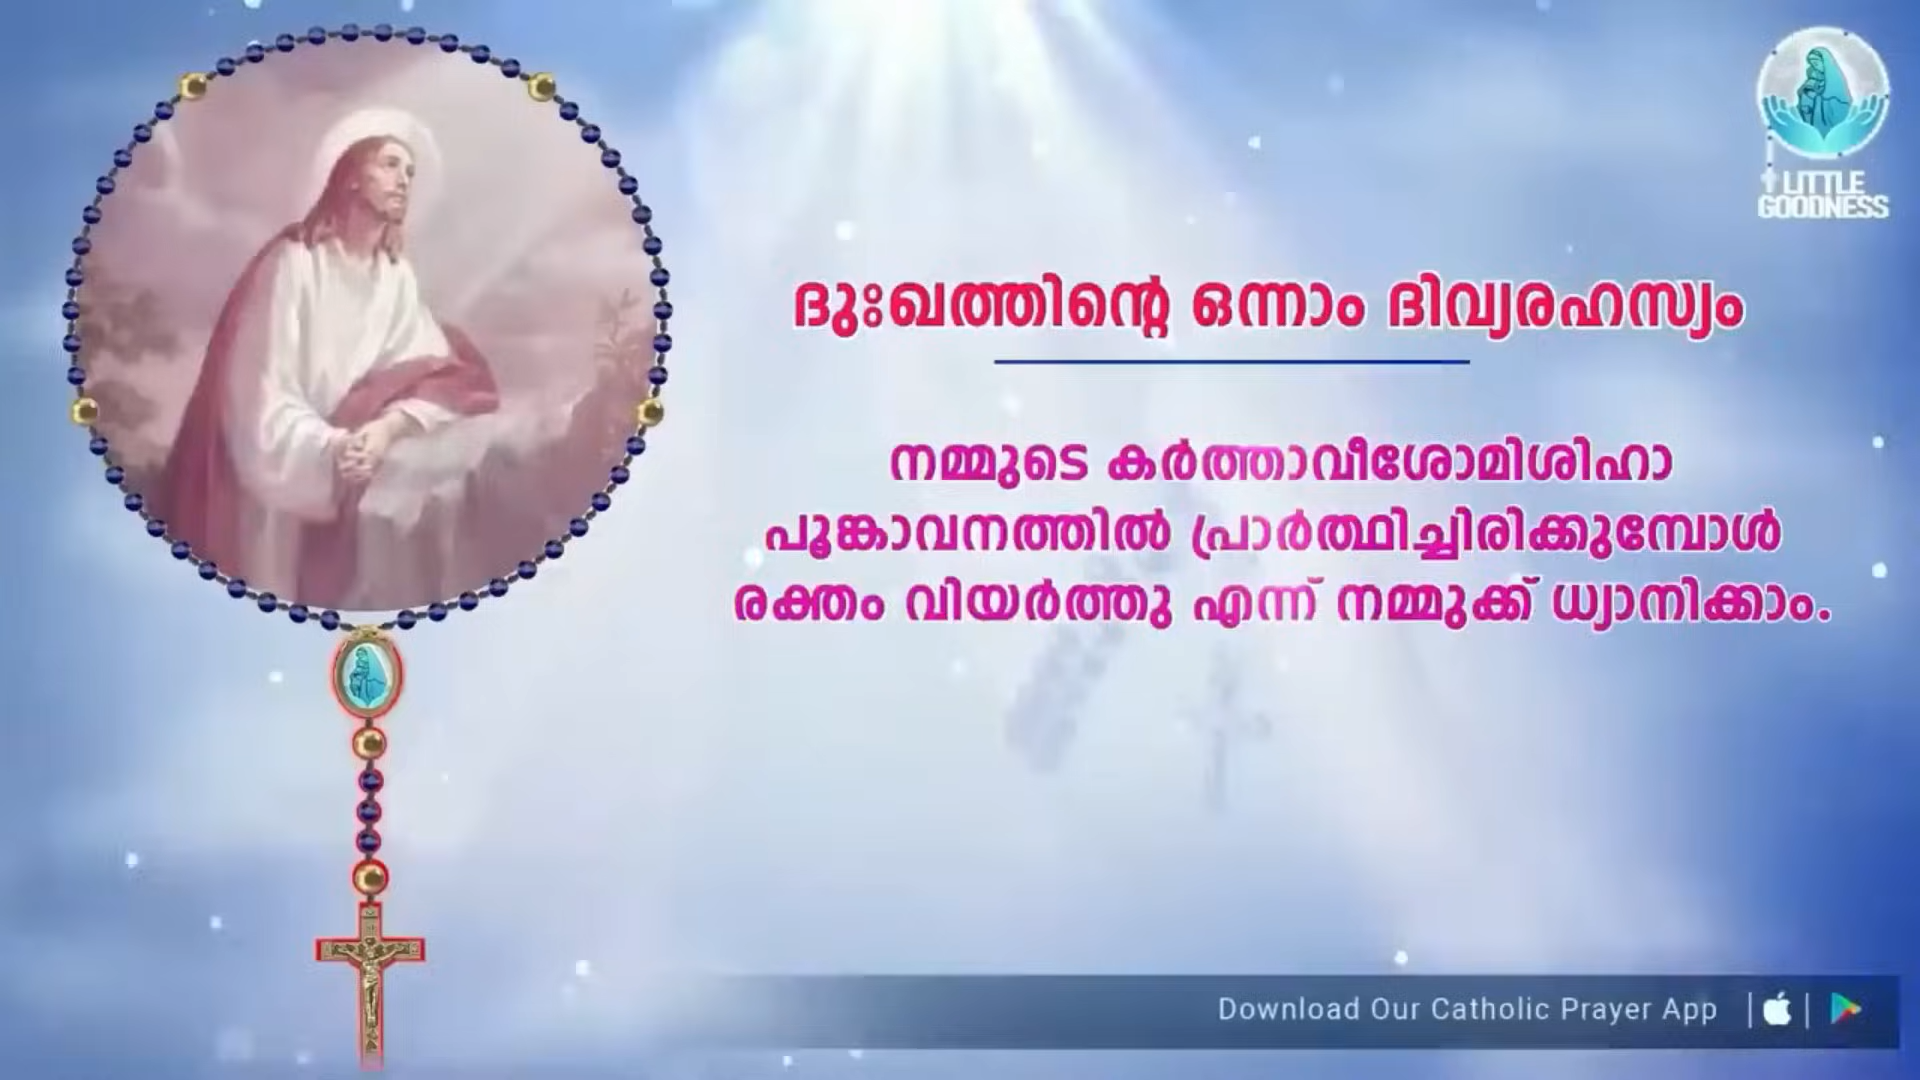 LITTLE
GOODNESS
ദുഃഖത്തിന്റെ ഒന്നാം ദിവ്യരഹസ്യം
നമ്മുടെ കർത്താവീശോമിശിഹാ
പൂങ്കാവനത്തിൽ പ്രാർത്ഥിച്ചിരിക്കുമ്പോൾ
രക്തം വിയർത്തു എന്ന് നമ്മുക്ക് ധ്യാനിക്കാം.
Download Our Catholic Prayer App